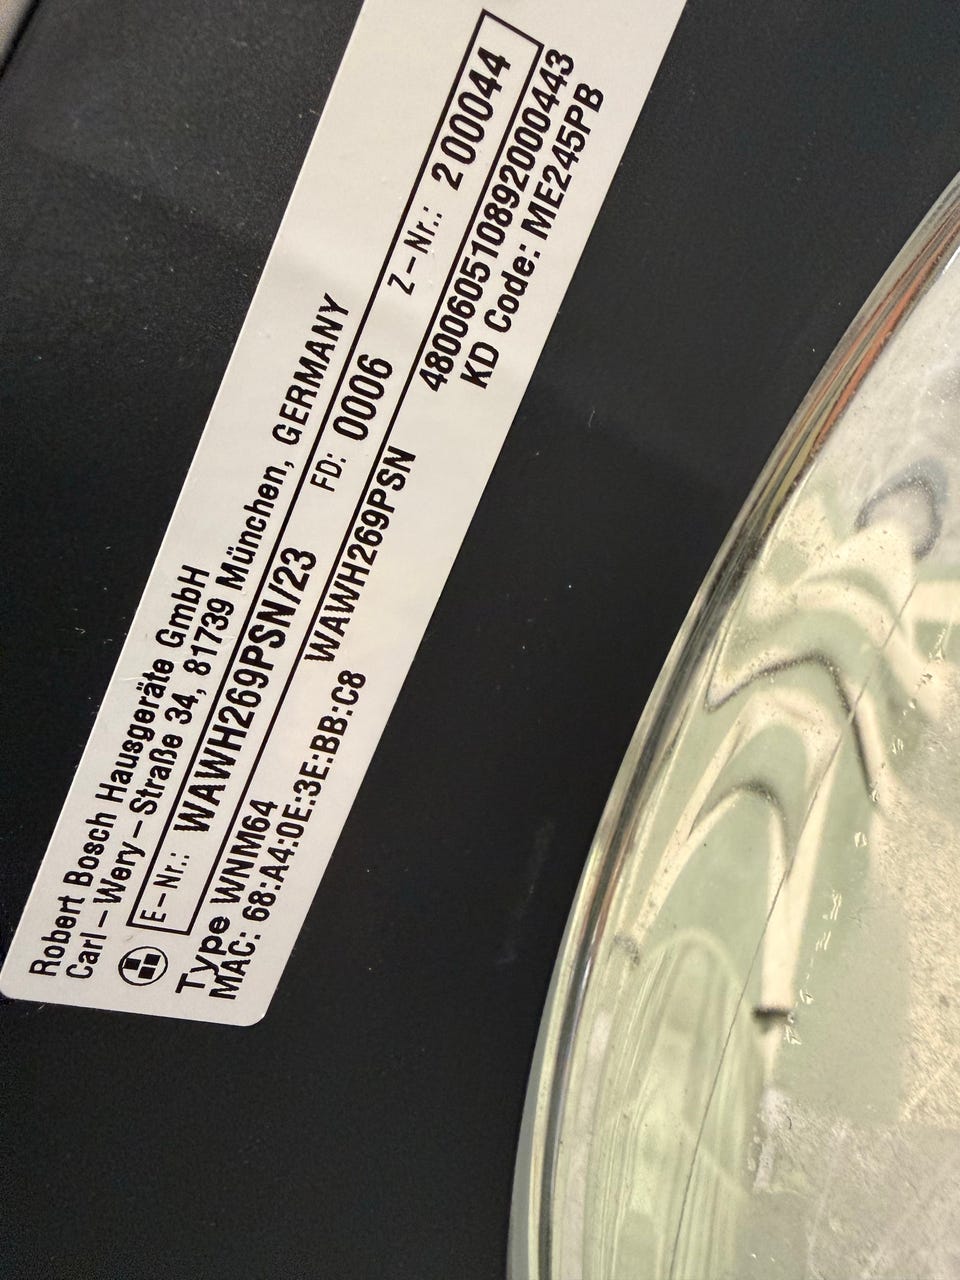 Robert Bosch Hausgeräte GmbH
Carl-Wery-Straße 34, 81739 München, GERMANY
E-Nr.: WAWH269PSN/23 FD: 0006 Z-Nr.: 200044
Type WNM64 WAWH269PSN 480060510892000443
MAC: 68:A4:0E:3E:BB:C8 KD Code: ME245PB